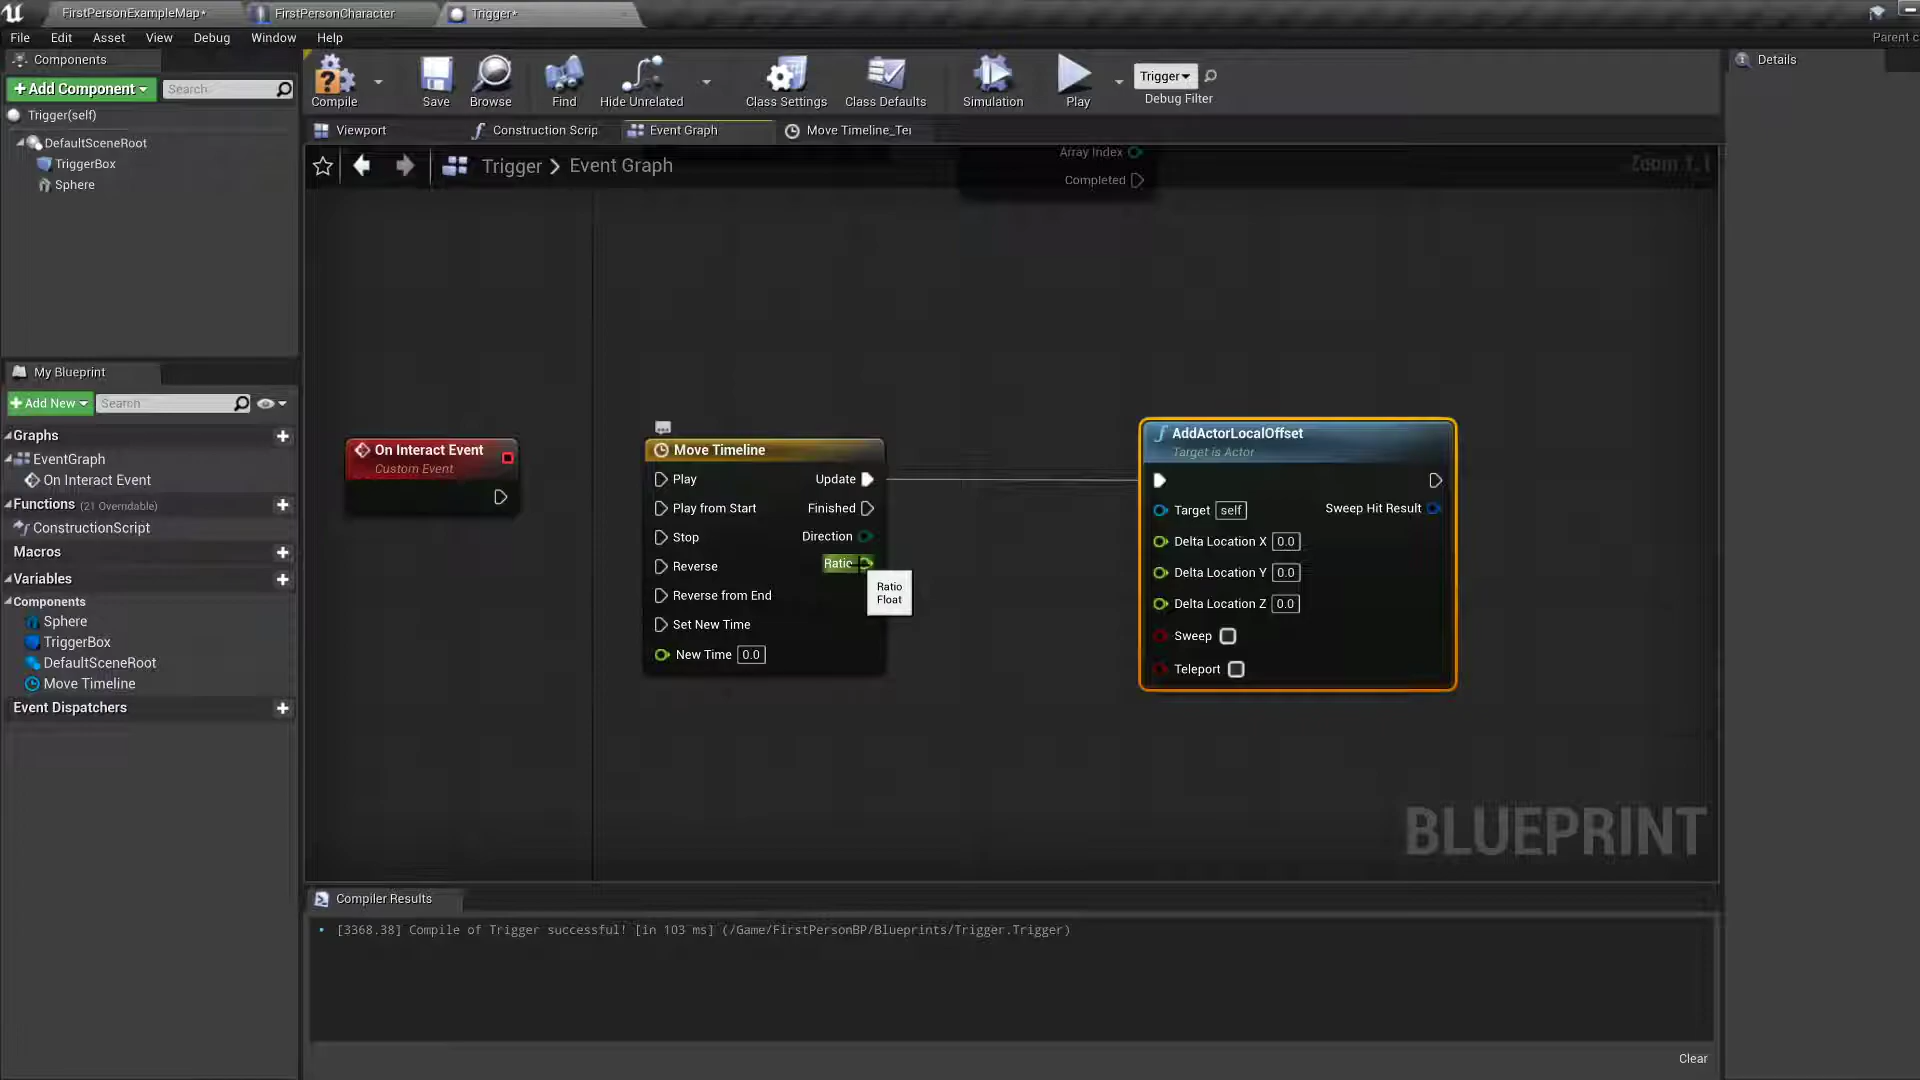 FirstPersonExampleMap*
FirstPersonCharacter
Trigger*
File Edit Asset View Debug Window Help
Parent c
Components
+Add Component
Search
Trigger(self)
DefaultSceneRoot
TriggerBox
Sphere
Compile
Save
Browse
Find
Hide Unrelated
Class Settings
Class Defaults
Simulation
Play
Trigger
Debug Filter
Details
Viewport
Construction Scrip
Event Graph
Move Timeline_Te
Trigger > Event Graph
Zoom 1:1
Array Index
Completed
My Blueprint
+Add New
Search
Graphs
EventGraph
On Interact Event
Functions (21 Overridable)
ConstructionScript
Macros
Variables
Components
Sphere
TriggerBox
DefaultSceneRoot
Move Timeline
Event Dispatchers
On Interact Event
Custom Event
Move Timeline
Play
Play from Start
Stop
Reverse
Reverse from End
Set New Time
New Time 0.0
Update
Finished
Direction
Ratio
Ratio
Float
AddActorLocalOffset
Target is Actor
Target self
Delta Location X 0.0
Delta Location Y 0.0
Delta Location Z 0.0
Sweep
Teleport
Sweep Hit Result
BLUEPRINT
Compiler Results
• [3368.38] Compile of Trigger successful! [in 103 ms] (/Game/FirstPersonBP/Blueprints/Trigger.Trigger)
Clear